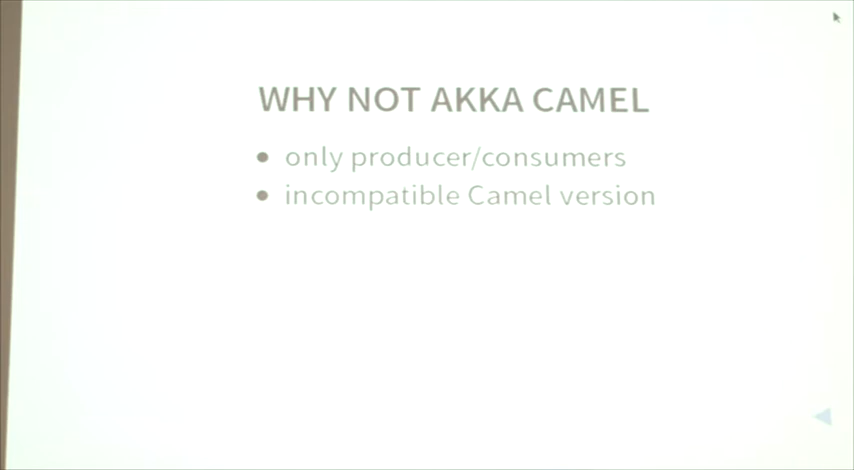 WHY NOT AKKA CAMEL
only producer/consumers
incompatible Camel version